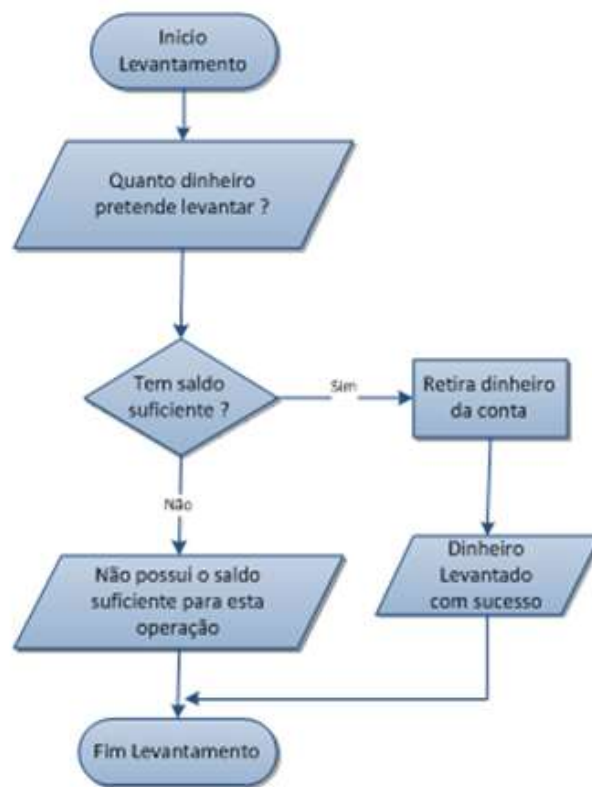 Inicio
Levantamento
Quanto dinheiro
pretende levantar ?
Tem saldo
suficiente ?
Sim
Retira dinheiro
da conta
Não
Não possui o saldo
suficiente para esta
operação
Dinheiro
Levantado
com sucesso
Fim Levantamento